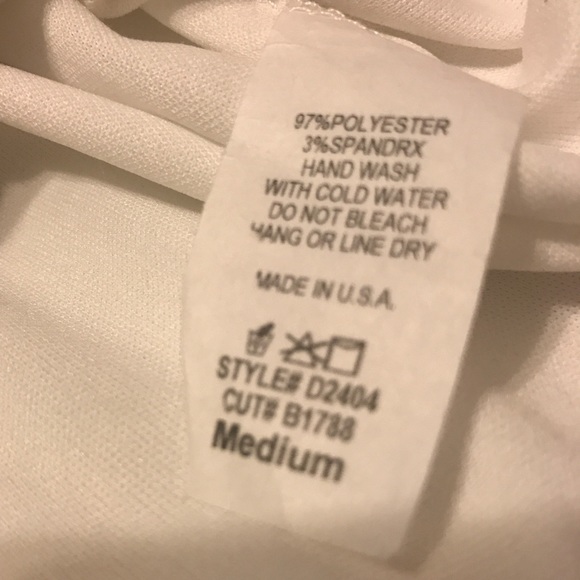 97%POLYESTER
3%SPANDRX
HAND WASH
WITH COLD WATER
DO NOT BLEACH
HANG OR LINE DRY
MADE IN U.S.A.
STYLE# D2404
CUT# B1788
Medium